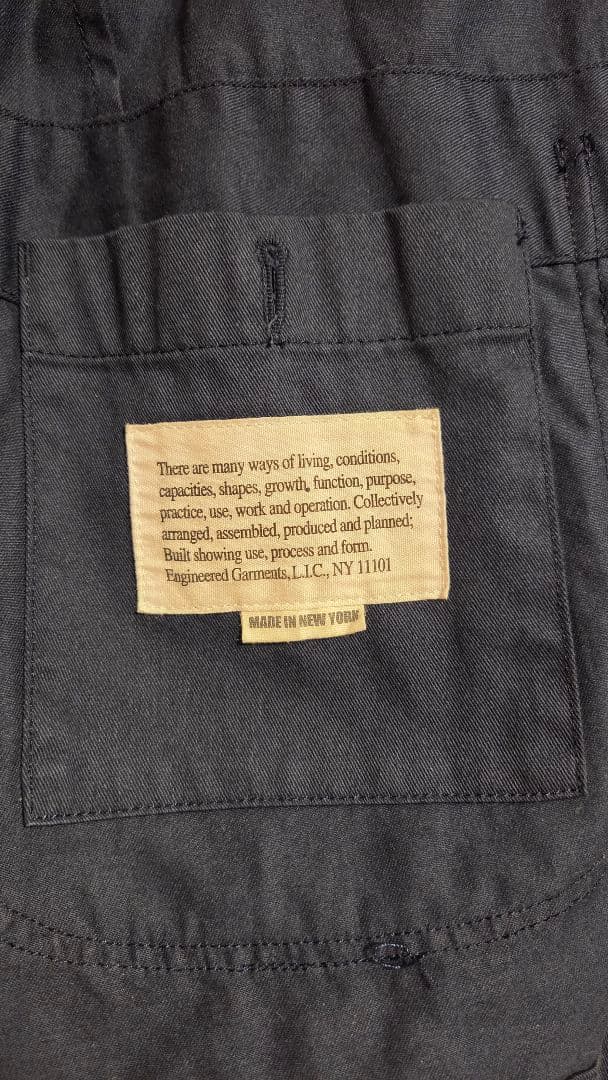 There are many ways of living, conditions,
capacities, shapes, growth, function, purpose,
practice, use, work and operation. Collectively
arranged, assembled, produced and planned;
Built showing use, process and form.
Engineered Garments, L.I.C., NY 11101
MADE IN NEW YORK